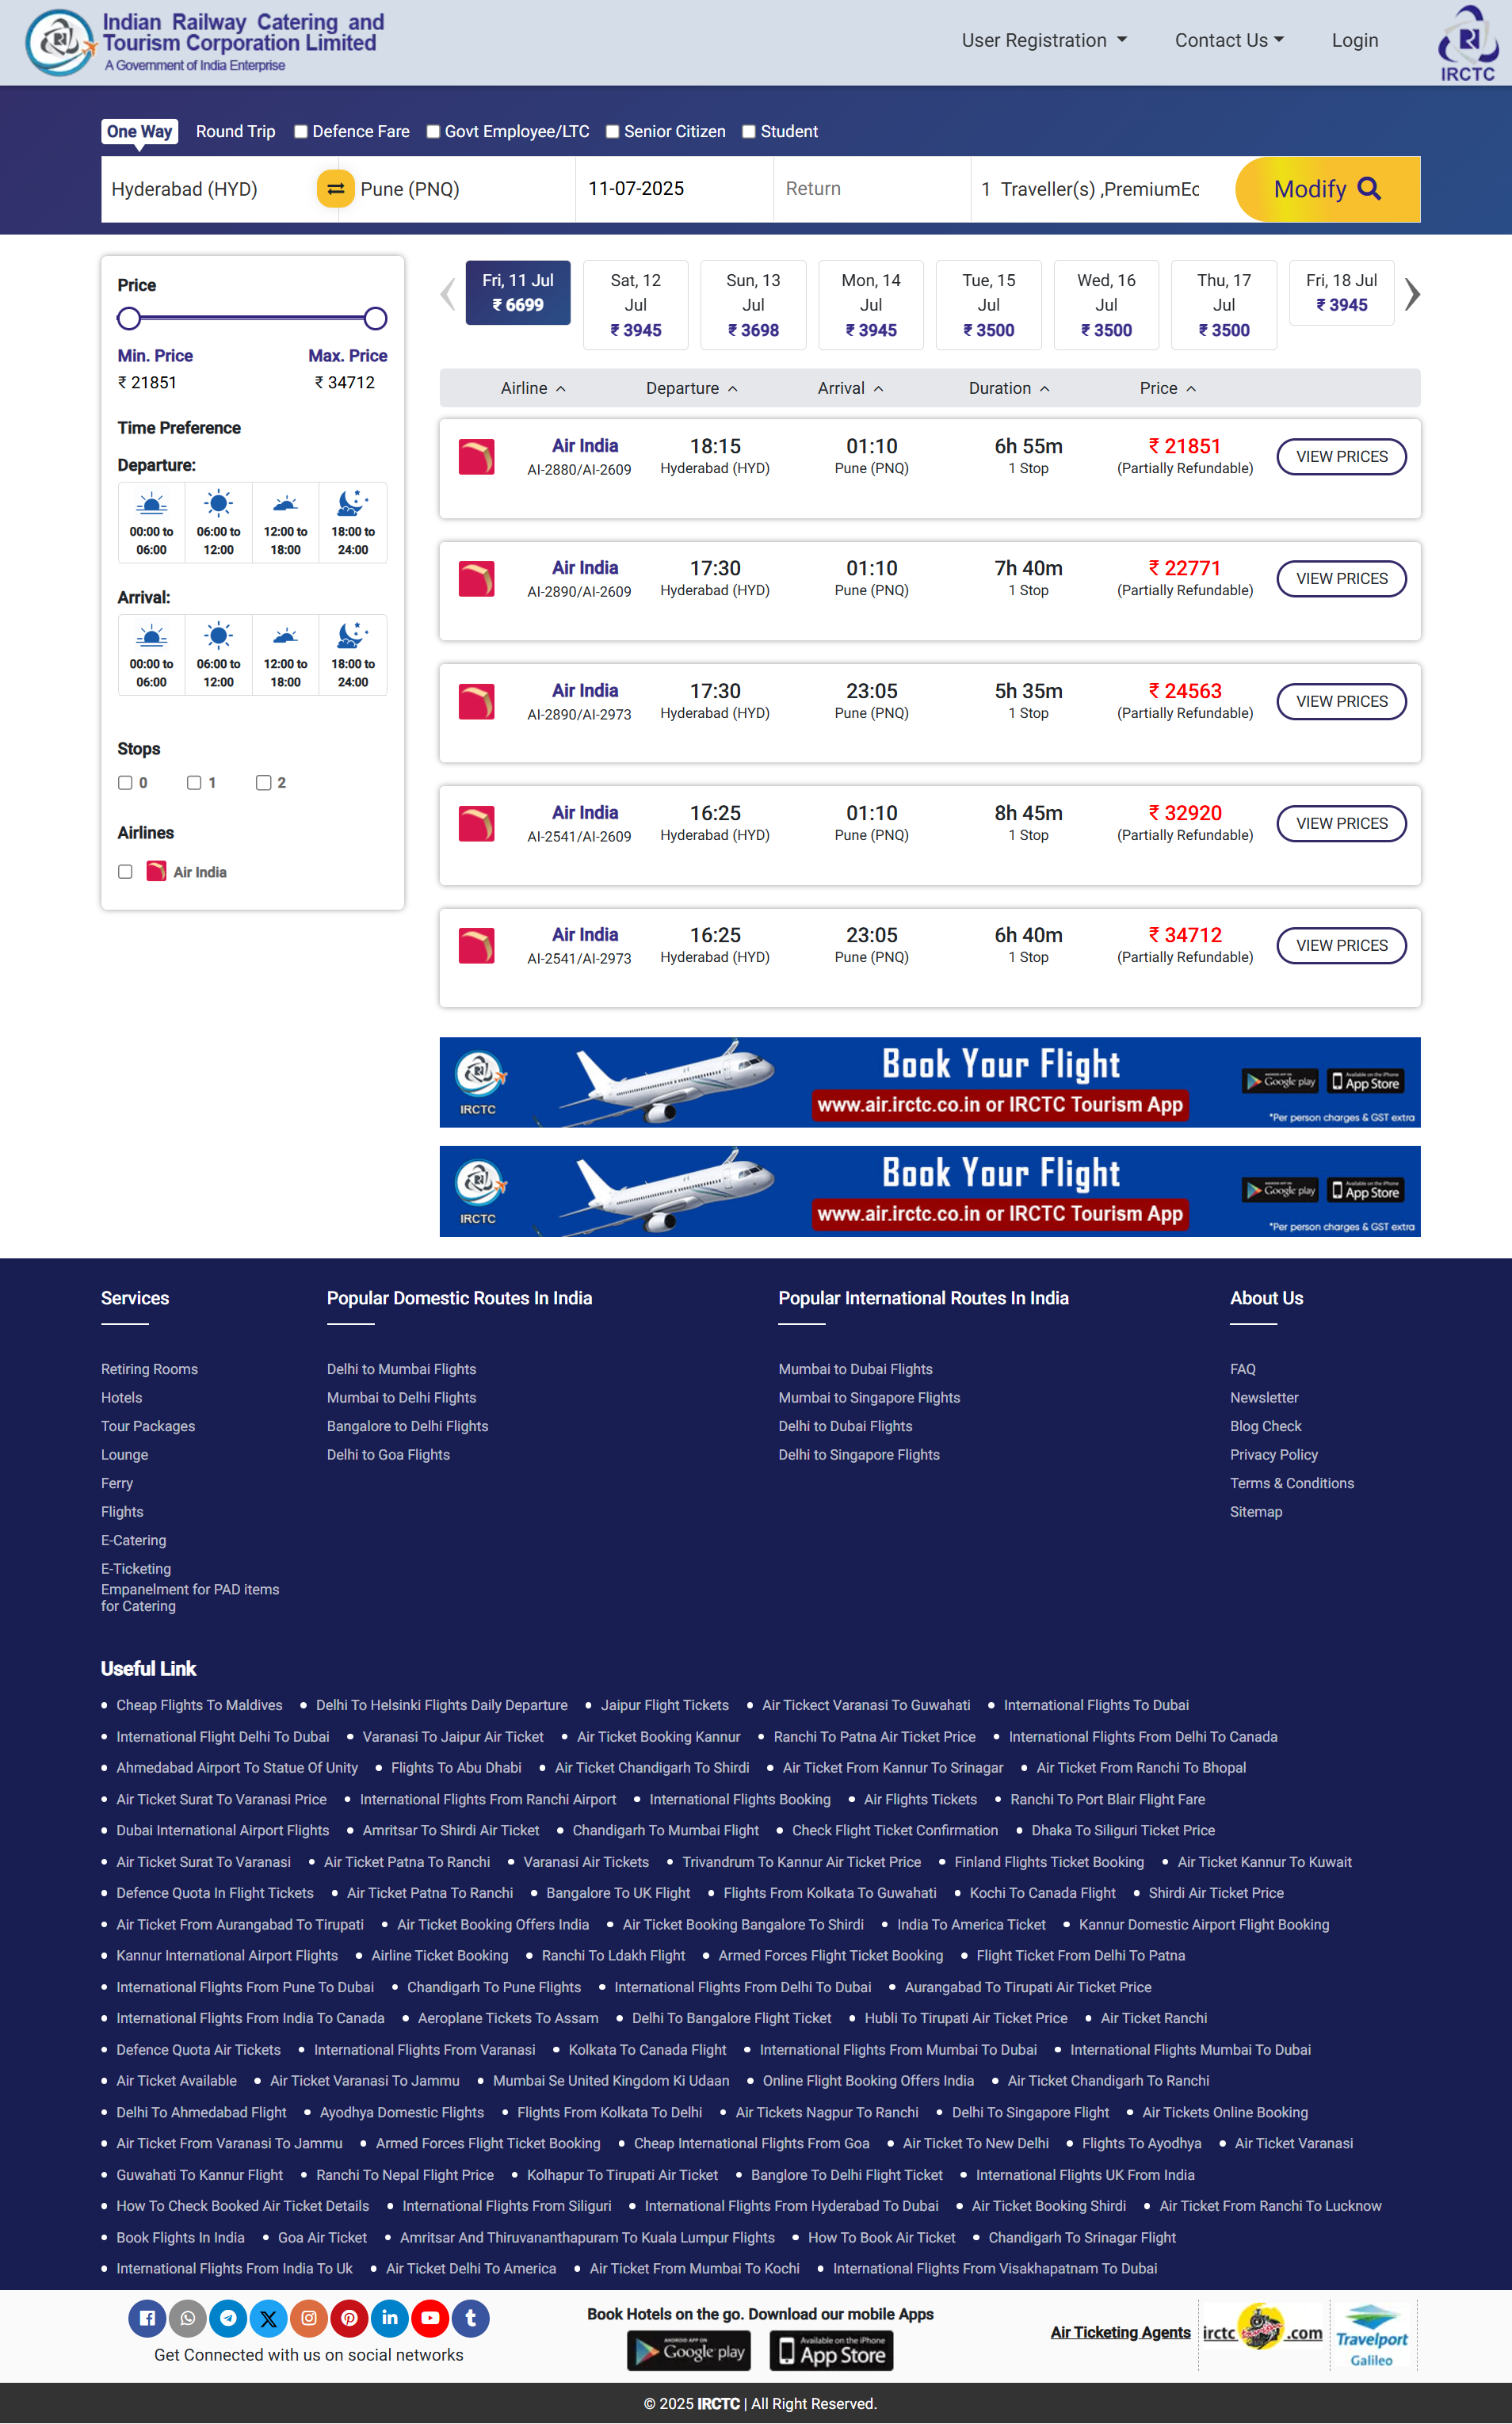 Indian Railway Catering and
Tourism Corporation Limited
A Government of India Enterprise
User Registration
Contact Us
Login
IRCTC
One Way
Round Trip
Defence Fare
Govt Employee/LTC
Senior Citizen
Student
Hyderabad (HYD)
Pune (PNQ)
11-07-2025
Return
1 Traveller(s) ,PremiumEc
Modify
Price
Min. Price Max. Price
₹ 21851 ₹ 34712
Time Preference
Departure:
00:00 to 06:00 to 12:00 to 18:00 to
06:00 12:00 18:00 24:00
Arrival:
00:00 to 06:00 to 12:00 to 18:00 to
06:00 12:00 18:00 24:00
Stops
0 1 2
Airlines
Air India
Fri, 11 Jul
₹ 6699
Sat, 12
Jul
₹ 3945
Sun, 13
Jul
₹ 3698
Mon, 14
Jul
₹ 3945
Tue, 15
Jul
₹ 3500
Wed, 16
Jul
₹ 3500
Thu, 17
Jul
₹ 3500
Fri, 18 Jul
₹ 3945
Airline Departure Arrival Duration Price
Air India 18:15 01:10 6h 55m ₹ 21851 VIEW PRICES
AI-2880/AI-2609 Hyderabad (HYD) Pune (PNQ) 1 Stop (Partially Refundable)
Air India 17:30 01:10 7h 40m ₹ 22771 VIEW PRICES
AI-2890/AI-2609 Hyderabad (HYD) Pune (PNQ) 1 Stop (Partially Refundable)
Air India 17:30 23:05 5h 35m ₹ 24563 VIEW PRICES
AI-2890/AI-2973 Hyderabad (HYD) Pune (PNQ) 1 Stop (Partially Refundable)
Air India 16:25 01:10 8h 45m ₹ 32920 VIEW PRICES
AI-2541/AI-2609 Hyderabad (HYD) Pune (PNQ) 1 Stop (Partially Refundable)
Air India 16:25 23:05 6h 40m ₹ 34712 VIEW PRICES
AI-2541/AI-2973 Hyderabad (HYD) Pune (PNQ) 1 Stop (Partially Refundable)
IRCTC
Book Your Flight
www.air.irctc.co.in or IRCTC Tourism App
ANDROID APP ON
Google play
Available on the iPhone
App Store
*Per person charges & GST extra
IRCTC
Book Your Flight
www.air.irctc.co.in or IRCTC Tourism App
ANDROID APP ON
Google play
Available on the iPhone
App Store
*Per person charges & GST extra
Services
Retiring Rooms
Hotels
Tour Packages
Lounge
Ferry
Flights
E-Catering
E-Ticketing
Empanelment for PAD items
for Catering
Popular Domestic Routes In India
Delhi to Mumbai Flights
Mumbai to Delhi Flights
Bangalore to Delhi Flights
Delhi to Goa Flights
Popular International Routes In India
Mumbai to Dubai Flights
Mumbai to Singapore Flights
Delhi to Dubai Flights
Delhi to Singapore Flights
About Us
FAQ
Newsletter
Blog Check
Privacy Policy
Terms & Conditions
Sitemap
Useful Link
• Cheap Flights To Maldives • Delhi To Helsinki Flights Daily Departure • Jaipur Flight Tickets • Air Tickect Varanasi To Guwahati • International Flights To Dubai
• International Flight Delhi To Dubai • Varanasi To Jaipur Air Ticket • Air Ticket Booking Kannur • Ranchi To Patna Air Ticket Price • International Flights From Delhi To Canada
• Ahmedabad Airport To Statue Of Unity • Flights To Abu Dhabi • Air Ticket Chandigarh To Shirdi • Air Ticket From Kannur To Srinagar • Air Ticket From Ranchi To Bhopal
• Air Ticket Surat To Varanasi Price • International Flights From Ranchi Airport • International Flights Booking • Air Flights Tickets • Ranchi To Port Blair Flight Fare
• Dubai International Airport Flights • Amritsar To Shirdi Air Ticket • Chandigarh To Mumbai Flight • Check Flight Ticket Confirmation • Dhaka To Siliguri Ticket Price
• Air Ticket Surat To Varanasi • Air Ticket Patna To Ranchi • Varanasi Air Tickets • Trivandrum To Kannur Air Ticket Price • Finland Flights Ticket Booking • Air Ticket Kannur To Kuwait
• Defence Quota In Flight Tickets • Air Ticket Patna To Ranchi • Bangalore To UK Flight • Flights From Kolkata To Guwahati • Kochi To Canada Flight • Shirdi Air Ticket Price
• Air Ticket From Aurangabad To Tirupati • Air Ticket Booking Offers India • Air Ticket Booking Bangalore To Shirdi • India To America Ticket • Kannur Domestic Airport Flight Booking
• Kannur International Airport Flights • Airline Ticket Booking • Ranchi To Ldakh Flight • Armed Forces Flight Ticket Booking • Flight Ticket From Delhi To Patna
• International Flights From Pune To Dubai • Chandigarh To Pune Flights • International Flights From Delhi To Dubai • Aurangabad To Tirupati Air Ticket Price
• International Flights From India To Canada • Aeroplane Tickets To Assam • Delhi To Bangalore Flight Ticket • Hubli To Tirupati Air Ticket Price • Air Ticket Ranchi
• Defence Quota Air Tickets • International Flights From Varanasi • Kolkata To Canada Flight • International Flights From Mumbai To Dubai • International Flights Mumbai To Dubai
• Air Ticket Available • Air Ticket Varanasi To Jammu • Mumbai Se United Kingdom Ki Udaan • Online Flight Booking Offers India • Air Ticket Chandigarh To Ranchi
• Delhi To Ahmedabad Flight • Ayodhya Domestic Flights • Flights From Kolkata To Delhi • Air Tickets Nagpur To Ranchi • Delhi To Singapore Flight • Air Tickets Online Booking
• Air Ticket From Varanasi To Jammu • Armed Forces Flight Ticket Booking • Cheap International Flights From Goa • Air Ticket To New Delhi • Flights To Ayodhya • Air Ticket Varanasi
• Guwahati To Kannur Flight • Ranchi To Nepal Flight Price • Kolhapur To Tirupati Air Ticket • Banglore To Delhi Flight Ticket • International Flights UK From India
• How To Check Booked Air Ticket Details • International Flights From Siliguri • International Flights From Hyderabad To Dubai • Air Ticket Booking Shirdi • Air Ticket From Ranchi To Lucknow
• Book Flights In India • Goa Air Ticket • Amritsar And Thiruvananthapuram To Kuala Lumpur Flights • How To Book Air Ticket • Chandigarh To Srinagar Flight
• International Flights From India To Uk • Air Ticket Delhi To America • Air Ticket From Mumbai To Kochi • International Flights From Visakhapatnam To Dubai
Get Connected with us on social networks
Book Hotels on the go. Download our mobile Apps
ANDROID APP ON
Google play
Available on the iPhone
App Store
Air Ticketing Agents
irctc .com
Travelport
Galileo
© 2025 IRCTC | All Right Reserved.